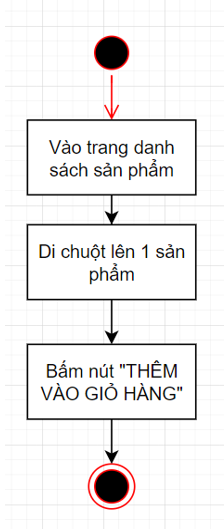 Vào trang danh
sách sản phẩm
Di chuột lên 1 sản
phẩm
Bấm nút "THÊM
VÀO GIỎ HÀNG"